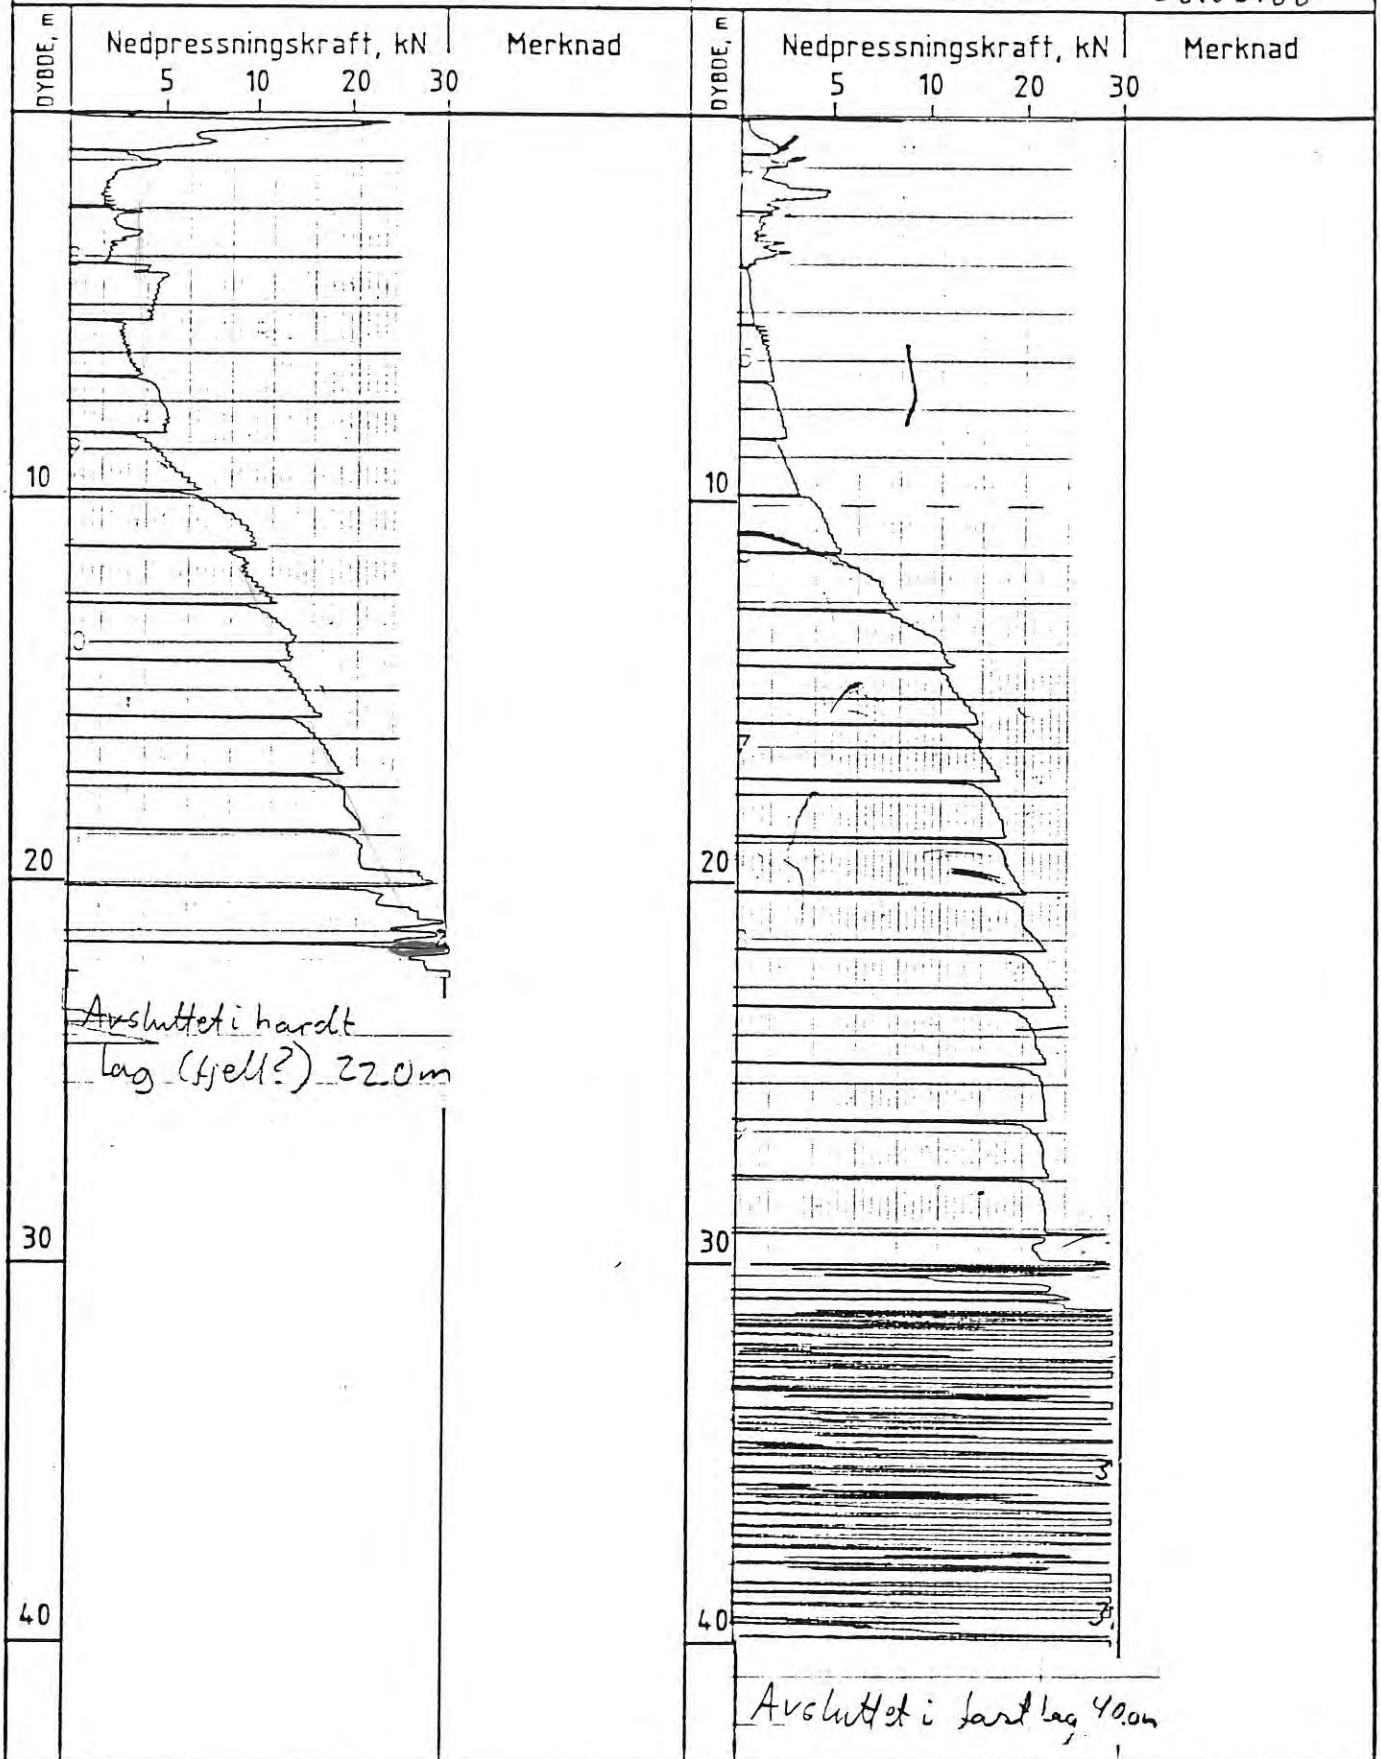 DYBDE, m
Nedpressningskraft, kN
Merknad
5 10 20 30
10
20
30
40
Avsluttet i hardt
lag (fjell?) 22.0m
DYBDE, m
Nedpressningskraft, kN
Merknad
5 10 20 30
10
20
30
40
Avsluttet i fast lag 40.0m